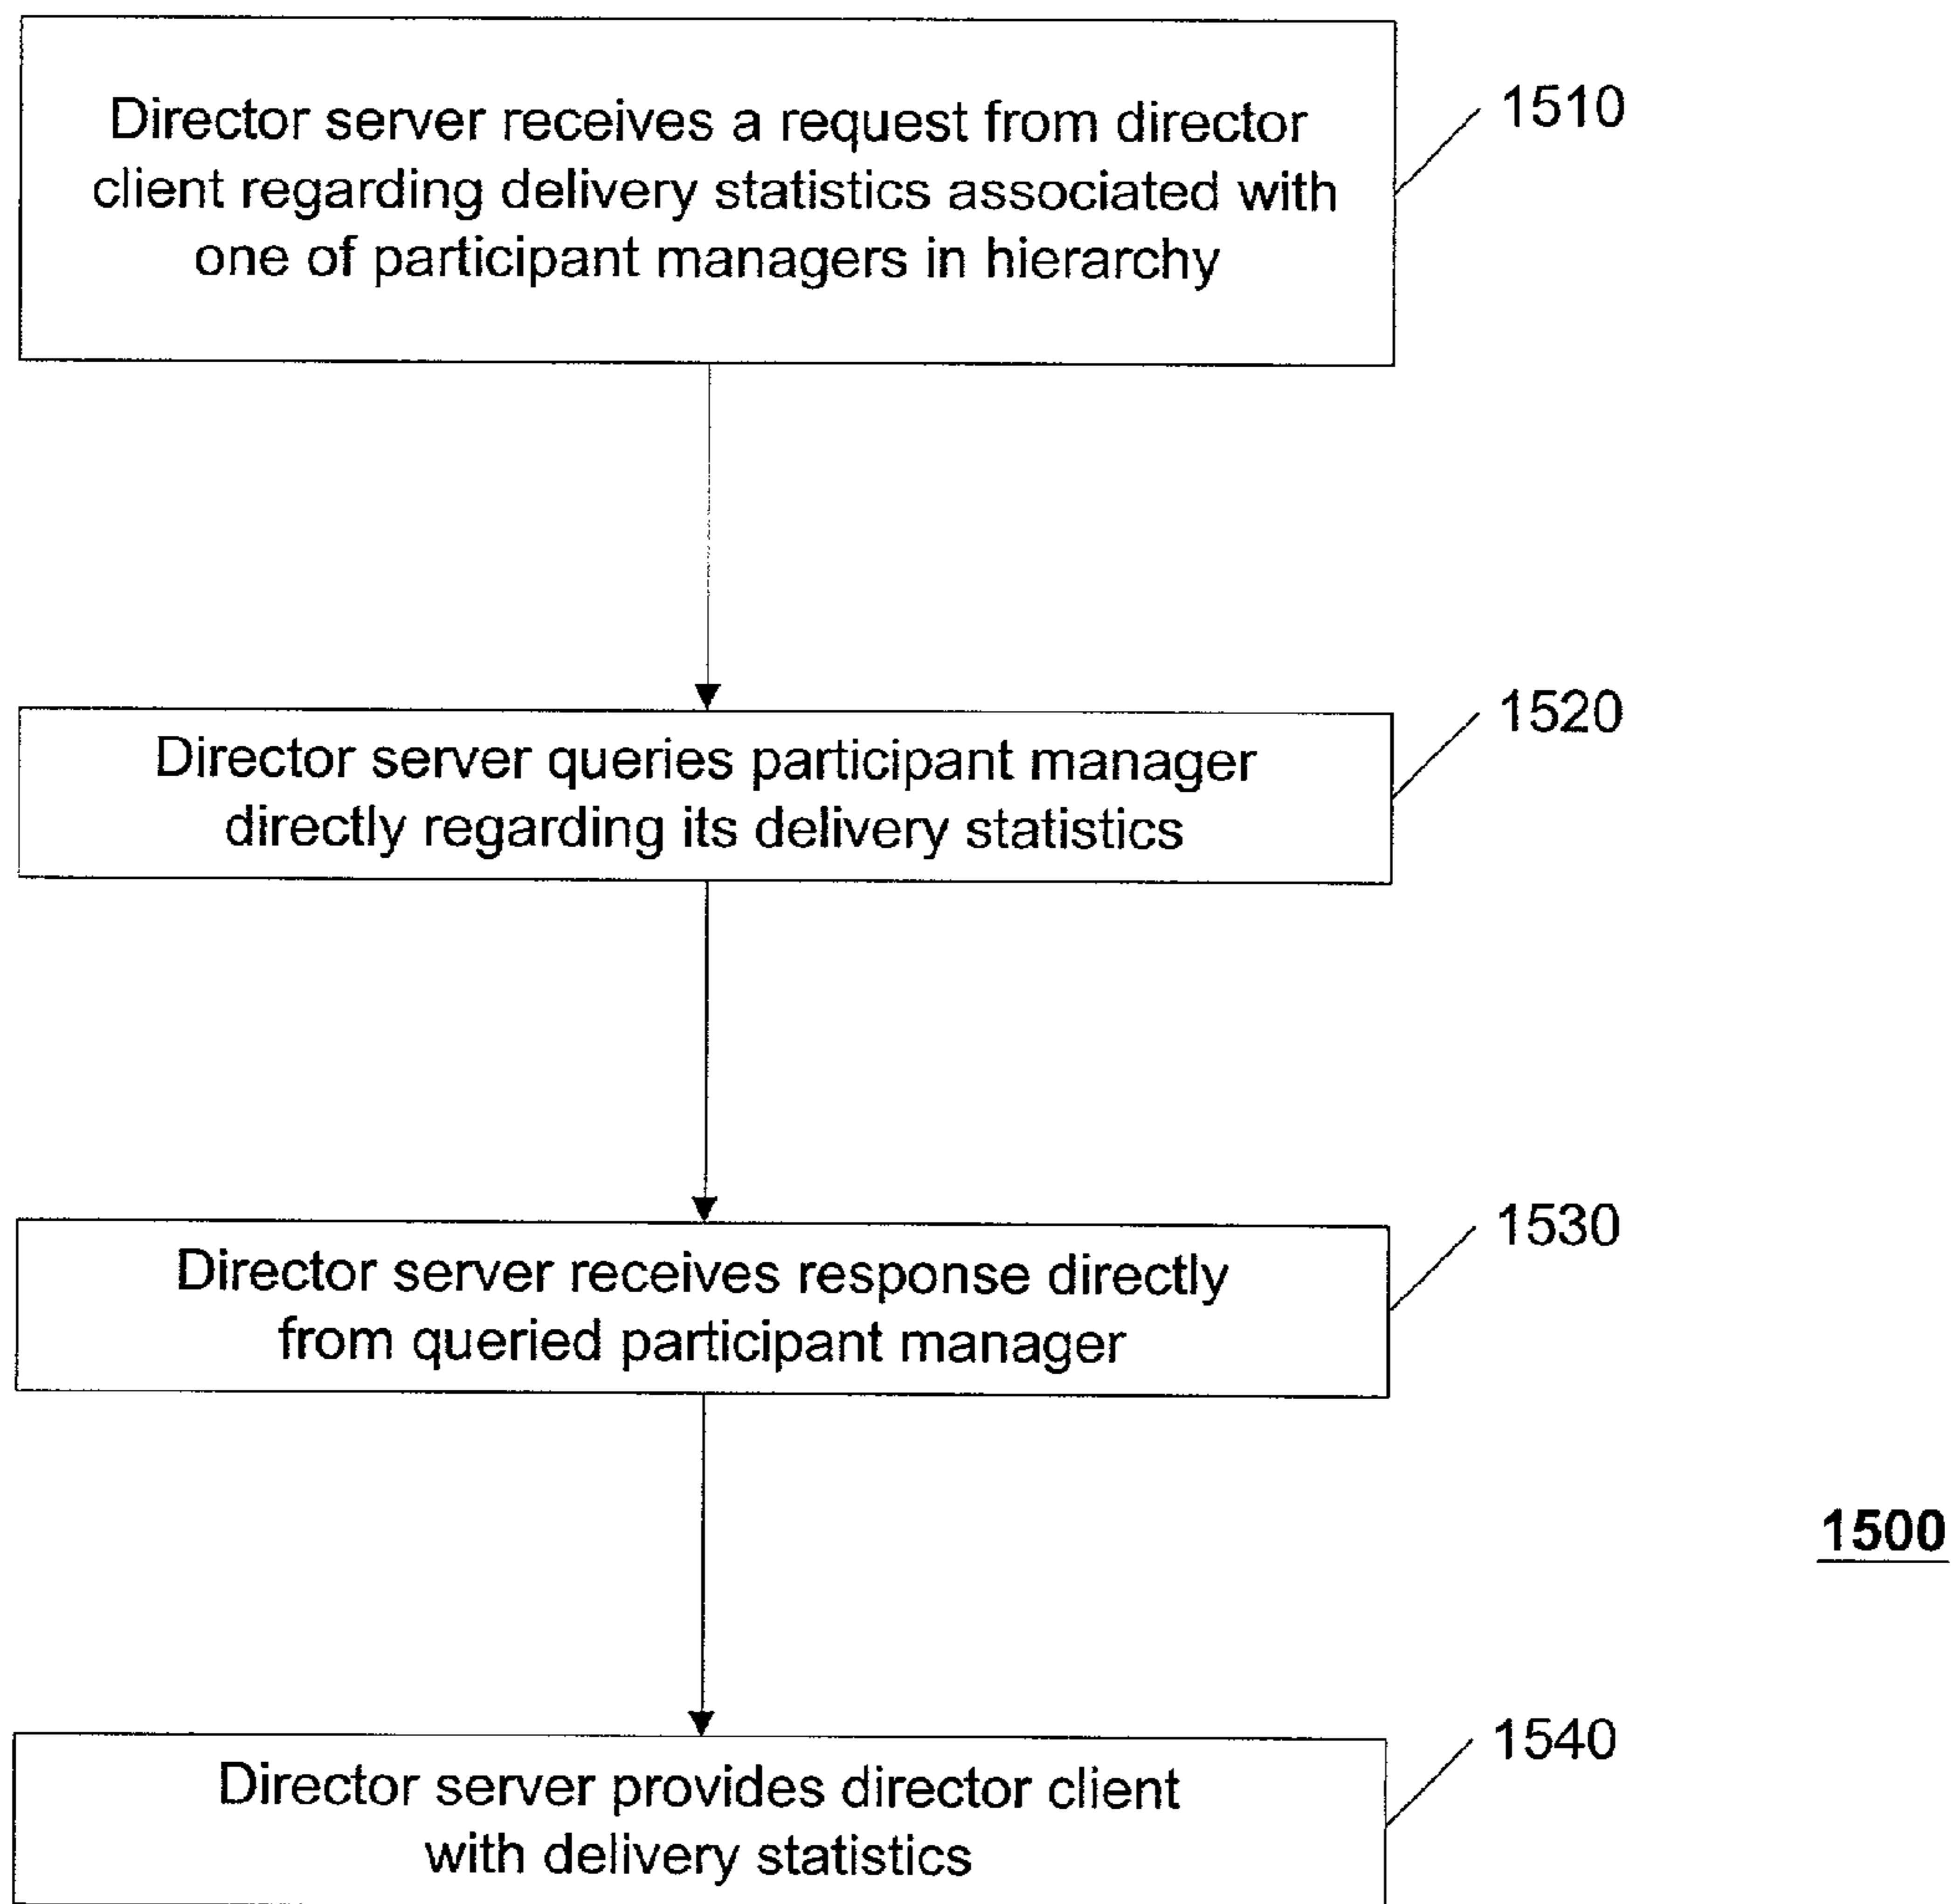 Director server receives a request from director
client regarding delivery statistics associated with
one of participant managers in hierarchy
1510
Director server queries participant manager
directly regarding its delivery statistics
1520
Director server receives response directly
from queried participant manager
1530
1500
Director server provides director client
with delivery statistics
1540